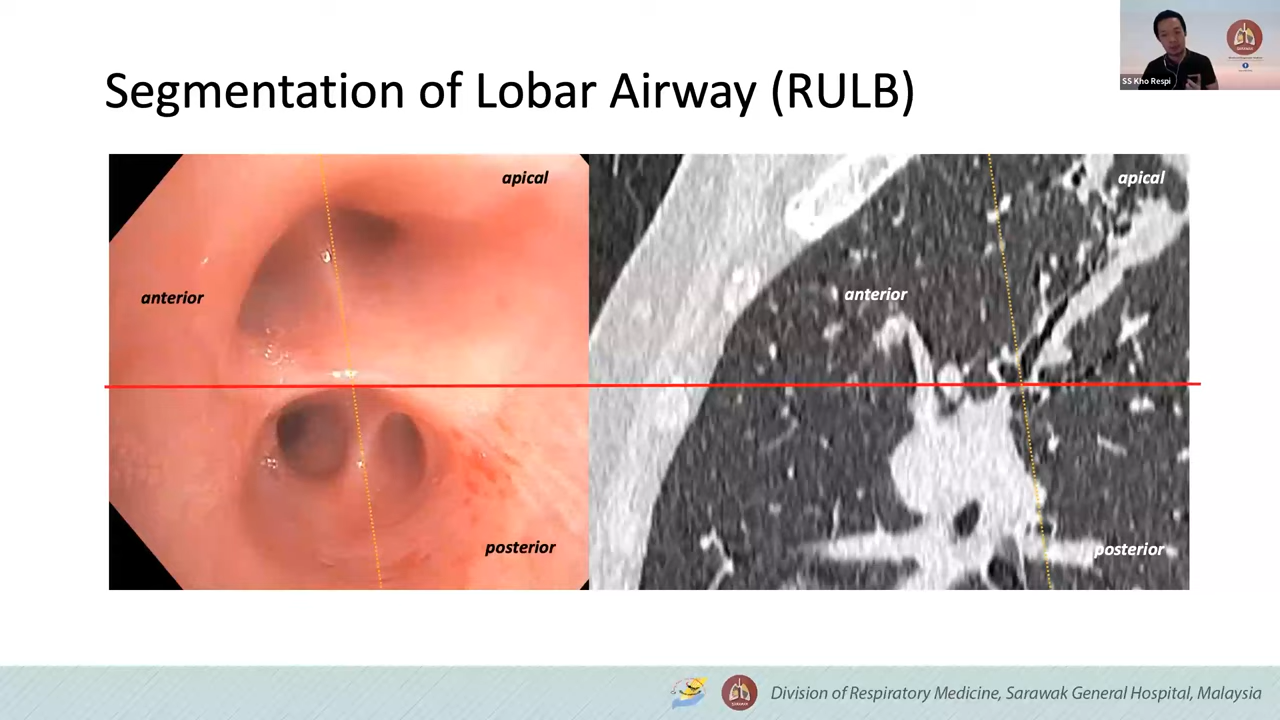 SS Kho Respi
Segmentation of Lobar Airway (RULB)
apical
anterior
posterior
apical
anterior
posterior
Division of Respiratory Medicine, Sarawak General Hospital, Malaysia